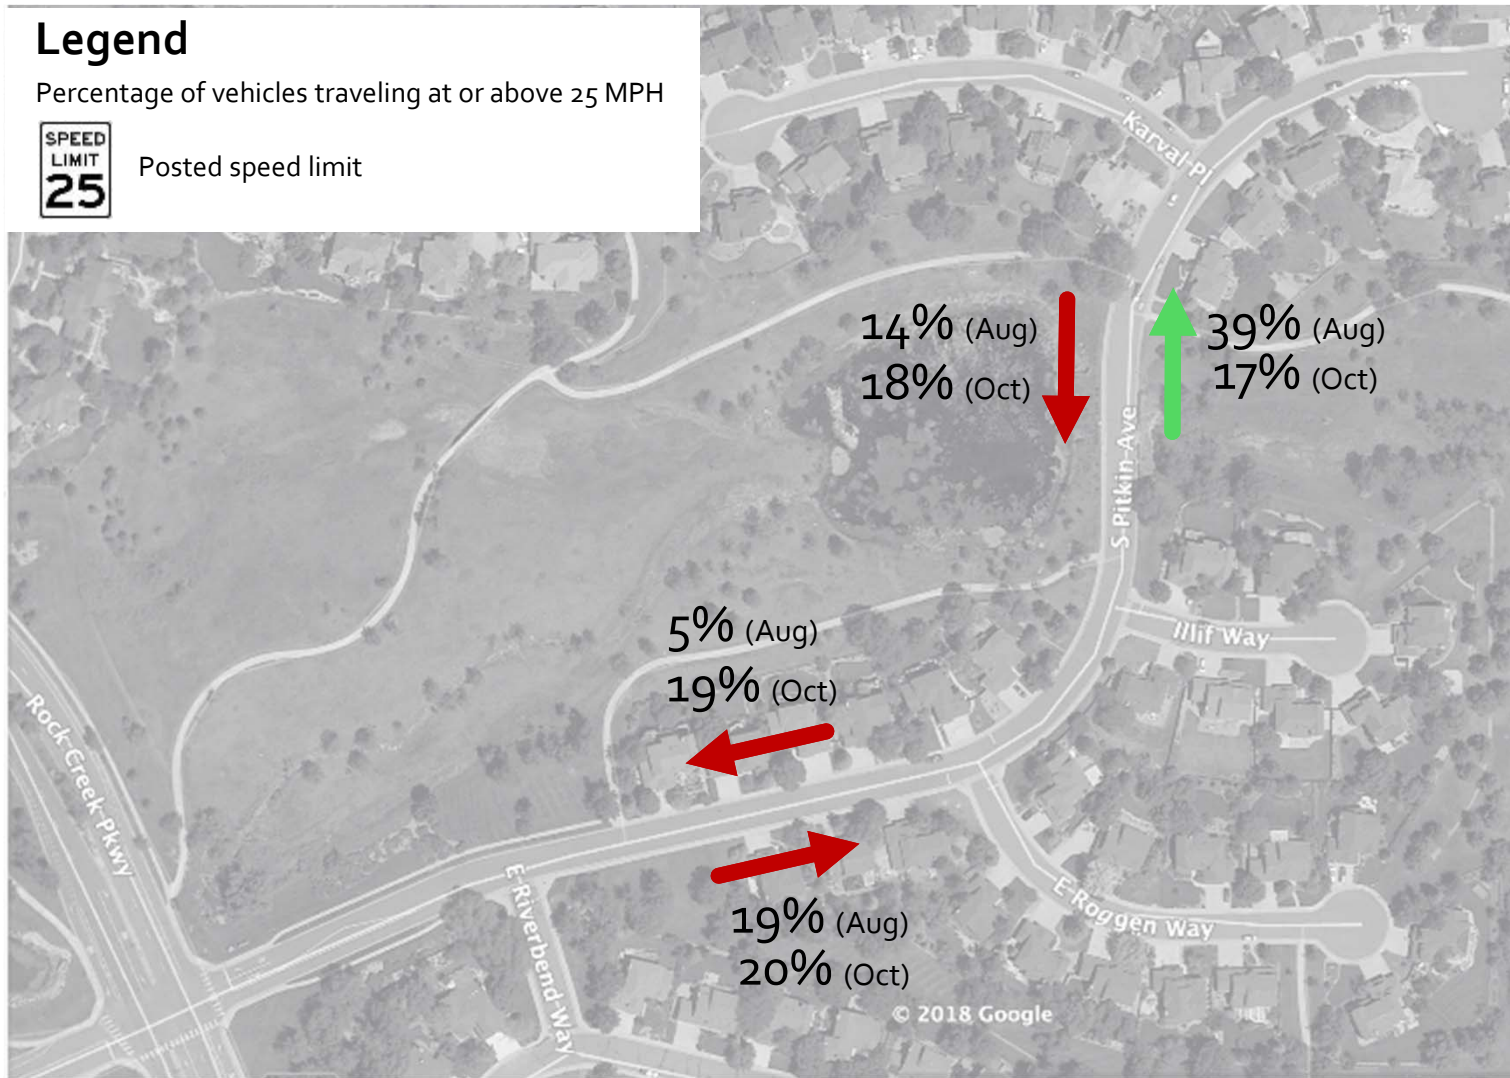 Legend
Percentage of vehicles traveling at or above 25 MPH
SPEED
LIMIT
25
Posted speed limit
Karval Pl
14% (Aug)
18% (Oct)
39% (Aug)
17% (Oct)
S Pitkin Ave
Illif Way
5% (Aug)
19% (Oct)
Rock Creek Pkwy
E Riverbend Way
E Roggen Way
19% (Aug)
20% (Oct)
© 2018 Google